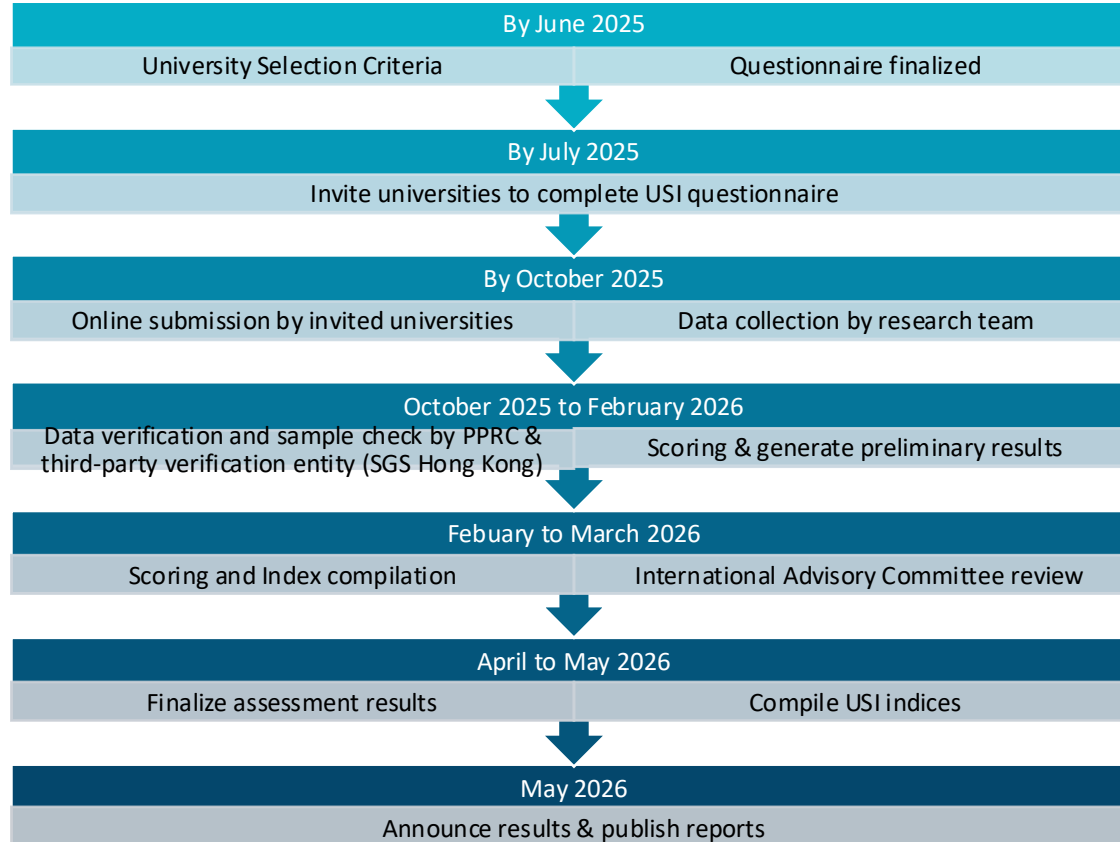 By June 2025
University Selection Criteria
Questionnaire finalized
By July 2025
Invite universities to complete USI questionnaire
By October 2025
Online submission by invited universities
Data collection by research team
October 2025 to February 2026
Data verification and sample check by PPRC &
third-party verification entity (SGS Hong Kong)
Scoring & generate preliminary results
Febuary to March 2026
Scoring and Index compilation
International Advisory Committee review
April to May 2026
Finalize assessment results
Compile USI indices
May 2026
Announce results & publish reports